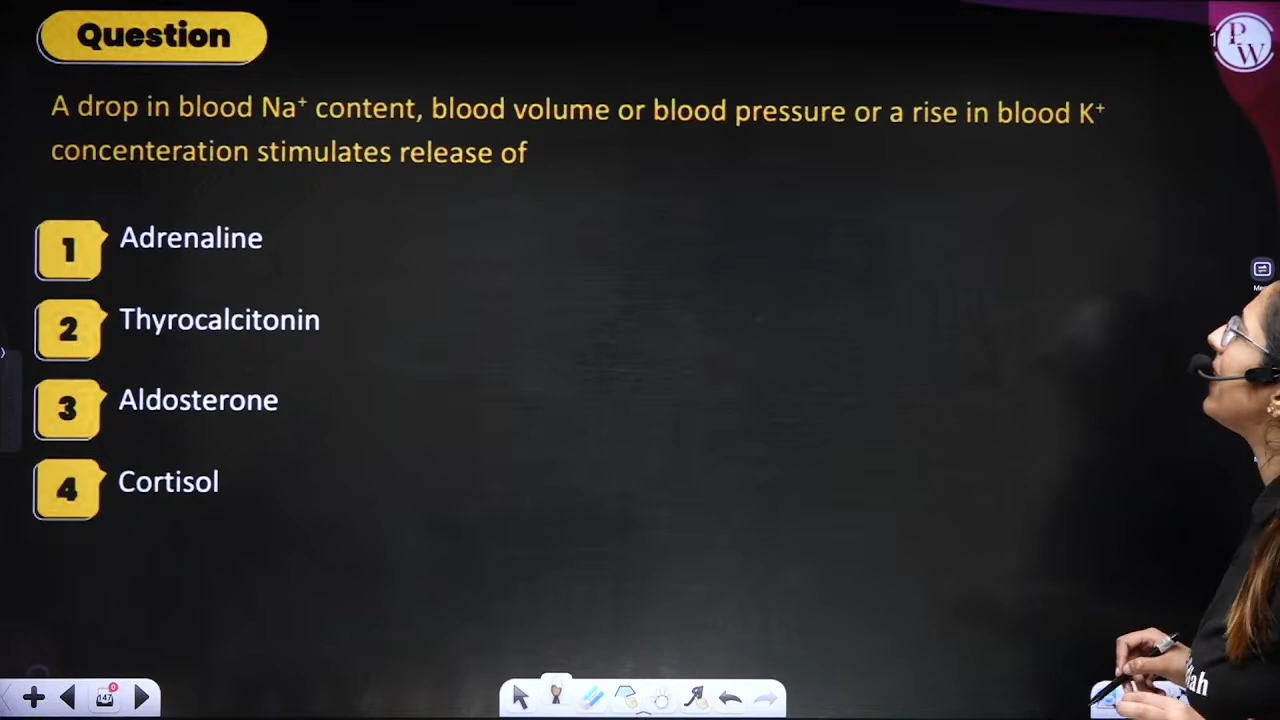 Question
PW
A drop in blood Na⁺ content, blood volume or blood pressure or a rise in blood K⁺
concenteration stimulates release of
1 Adrenaline
2 Thyrocalcitonin
3 Aldosterone
4 Cortisol
147